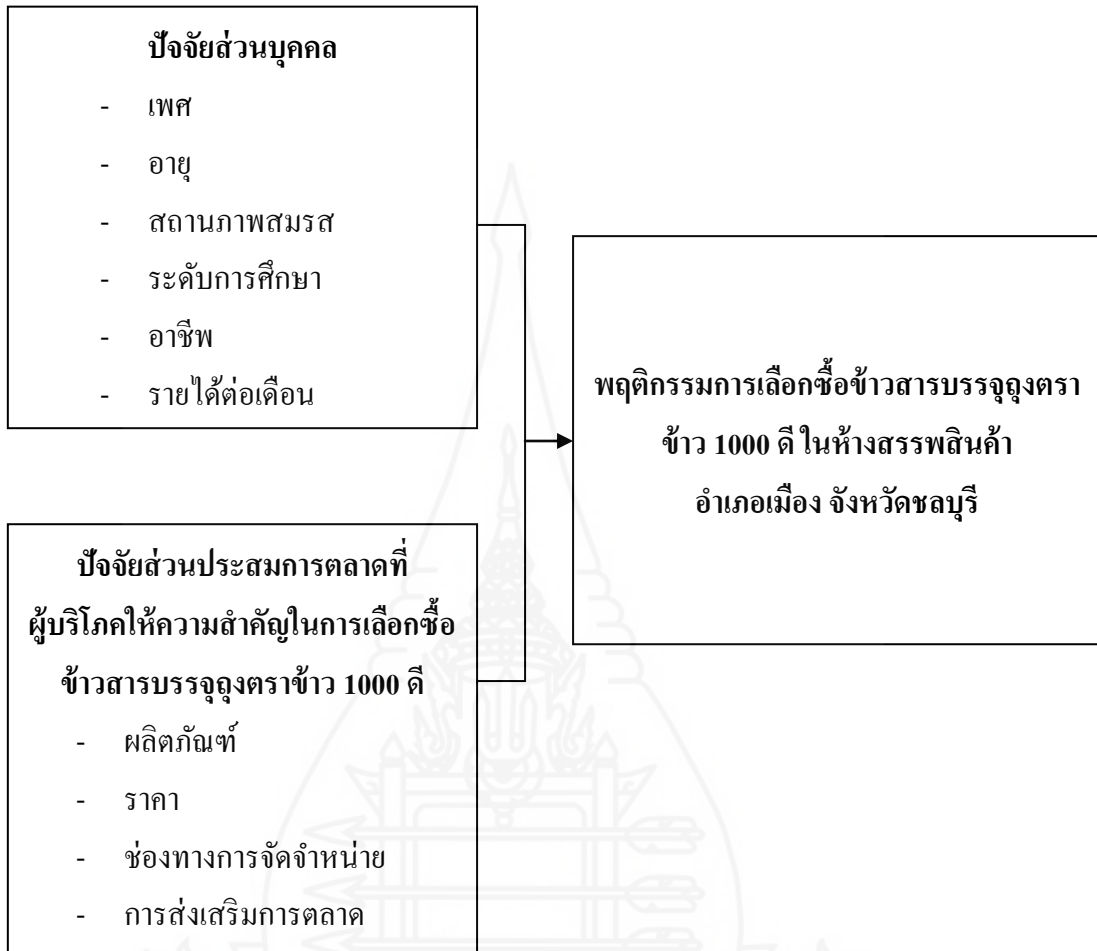 ปัจจัยส่วนบุคคล
- เพศ
- อายุ
- สถานภาพสมรส
- ระดับการศึกษา
- อาชีพ
- รายได้ต่อเดือน
พฤติกรรมการเลือกซื้อข้าวสารบรรจุถุงตรา
ข้าว 1000 ดี ในห้างสรรพสินค้า
อำเภอเมือง จังหวัดชลบุรี
ปัจจัยส่วนประสมการตลาดที่
ผู้บริโภคให้ความสำคัญในการเลือกซื้อ
ข้าวสารบรรจุถุงตราข้าว 1000 ดี
- ผลิตภัณฑ์
- ราคา
- ช่องทางการจัดจำหน่าย
- การส่งเสริมการตลาด